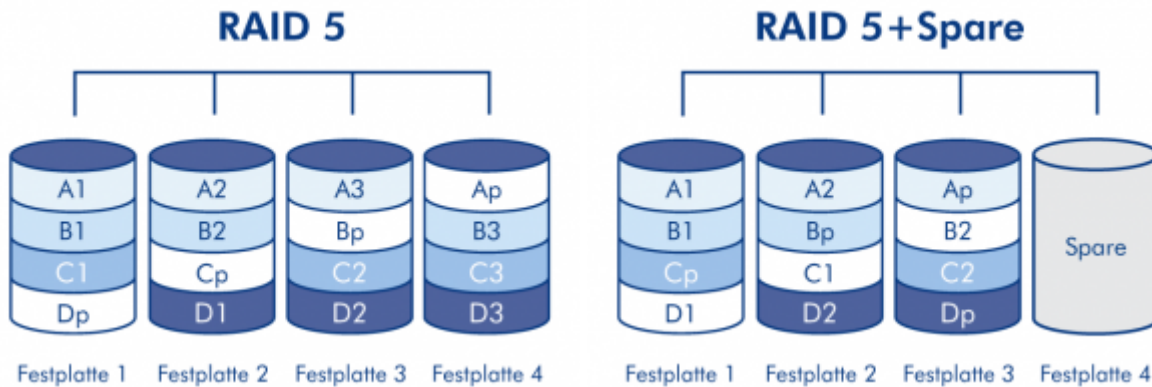 RAID 5
A1 A2 A3 Ap
B1 B2 Bp B3
C1 Cp C2 C3
Dp D1 D2 D3
Festplatte 1 Festplatte 2 Festplatte 3 Festplatte 4
RAID 5+Spare
A1 A2 Ap
B1 Bp B2
Spare
Cp C1 C2
D1 D2 Dp
Festplatte 1 Festplatte 2 Festplatte 3 Festplatte 4